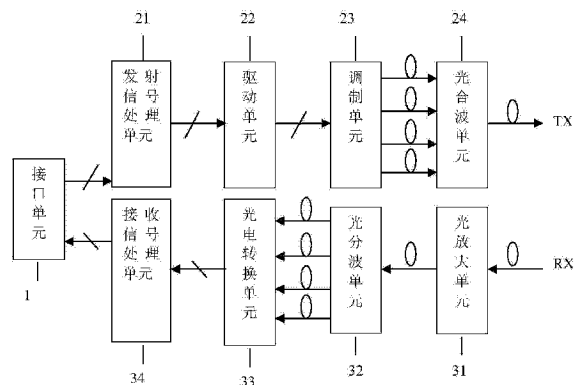 21
22
23
24
发射
信号
处理
单元
驱动单元
调制单元
光合波单元
TX
接口单元
接收
信号
处理
单元
光电转换单元
光分波单元
光放大单元
RX
1
34
33
32
31